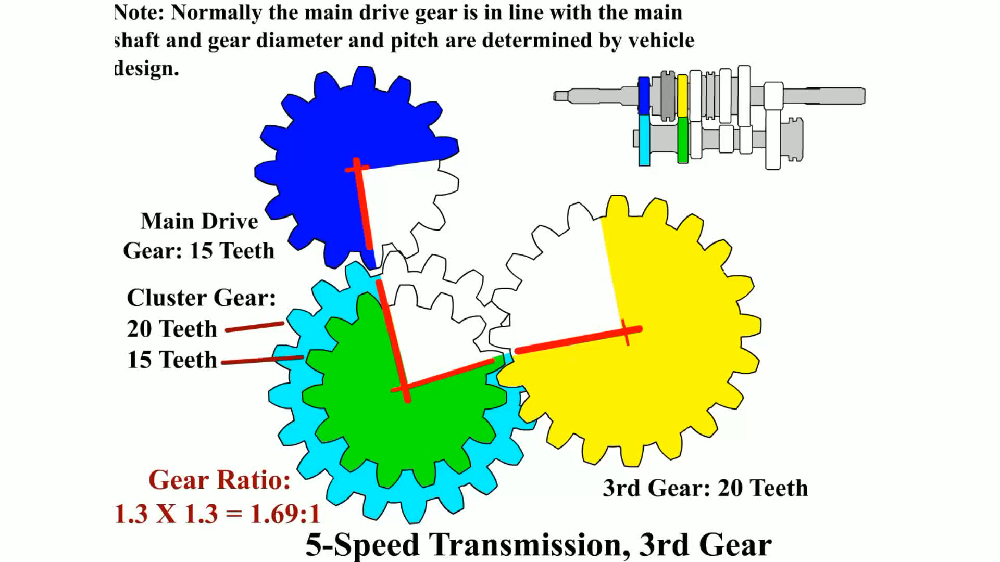 Note: Normally the main drive gear is in line with the main
shaft and gear diameter and pitch are determined by vehicle
design.
Main Drive
Gear: 15 Teeth
Cluster Gear:
20 Teeth
15 Teeth
Gear Ratio:
1.3 X 1.3 = 1.69:1
3rd Gear: 20 Teeth
5-Speed Transmission, 3rd Gear